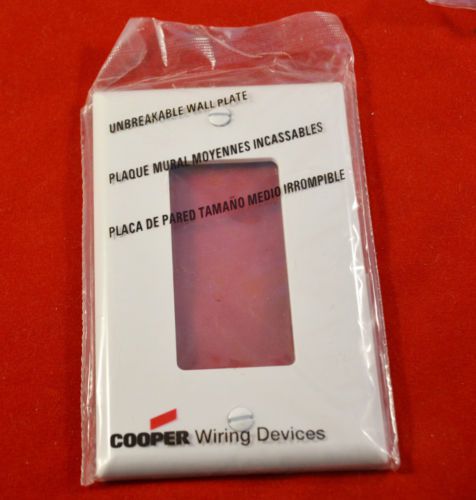 UNBREAKABLE WALL PLATE
PLAQUE MURAL MOYENNES INCASSABLES
PLACA DE PARED TAMAÑO MEDIO IRROMPIBLE
COOPER Wiring Devices